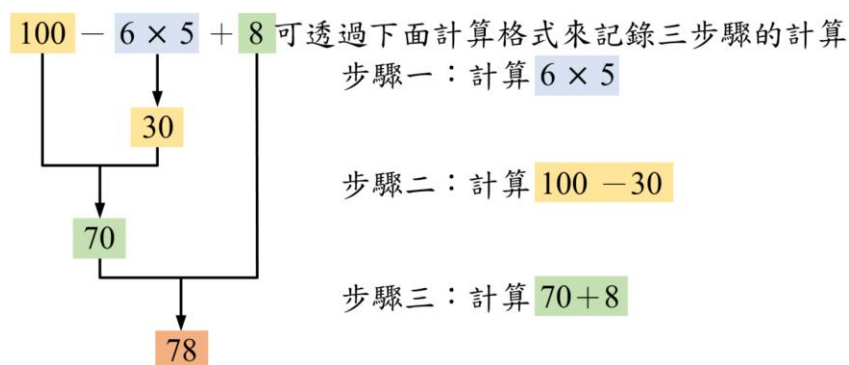 100 － 6 × 5 + 8 可透過下面計算格式來記錄三步驟的計算
步驟一：計算 6 × 5
30
步驟二：計算 100 －30
70
步驟三：計算 70＋8
78